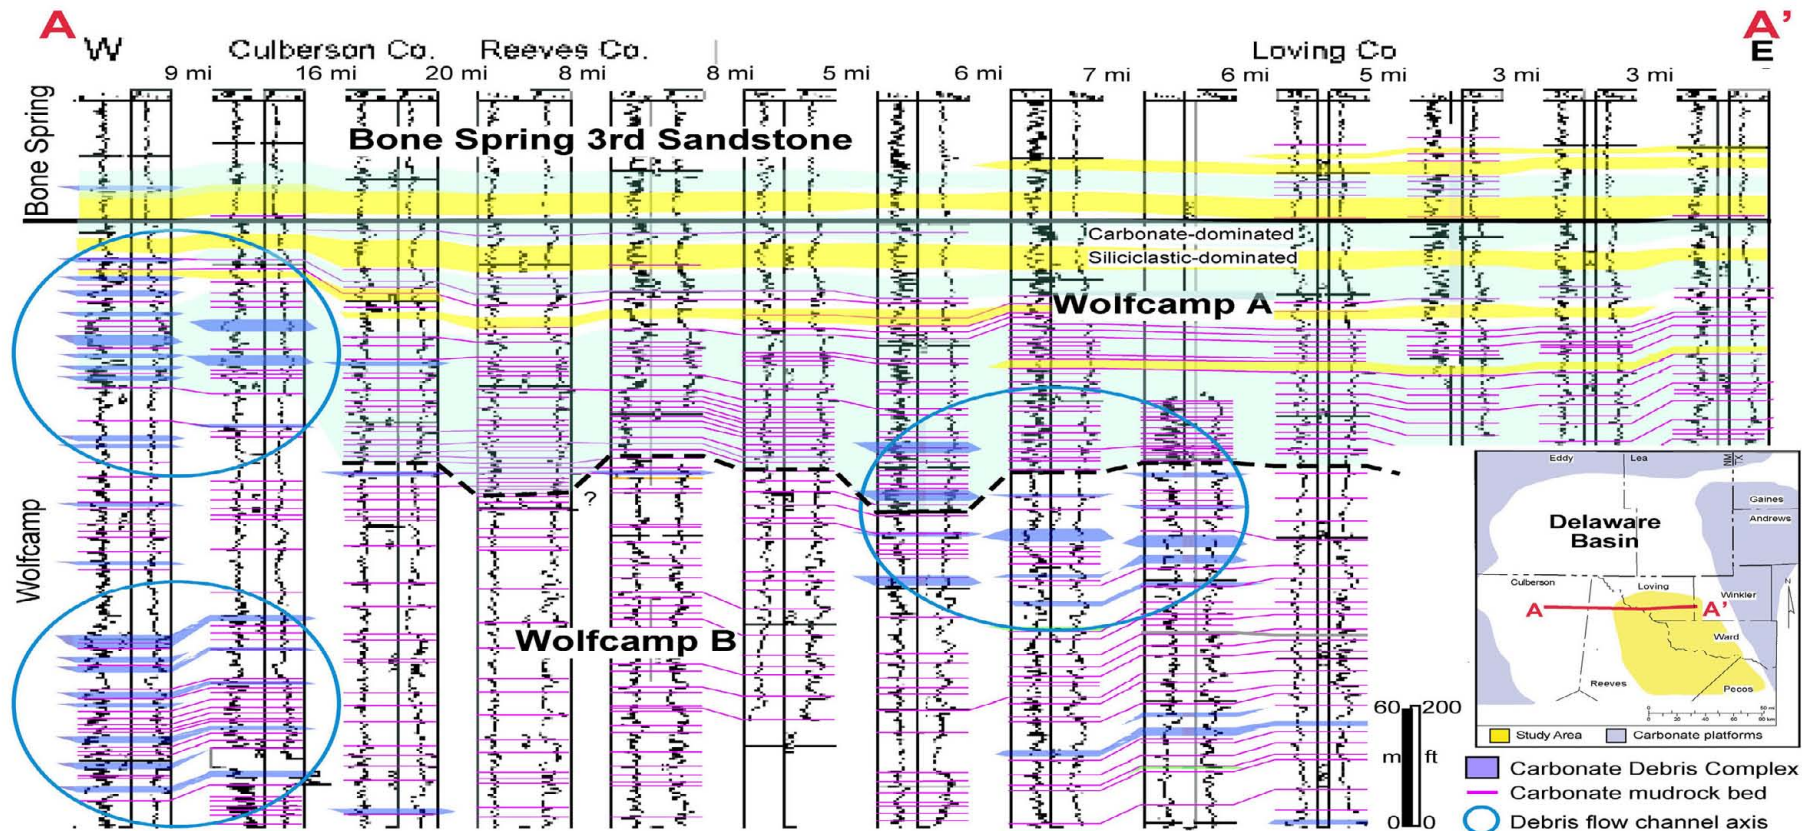 A
A'
W
Culberson Co.
Reeves Co.
Loving Co
E
9 mi
16 mi
20 mi
8 mi
8 mi
5 mi
6 mi
7 mi
6 mi
5 mi
3 mi
3 mi
Bone Spring
Bone Spring 3rd Sandstone
Carbonate-dominated
Siliciclastic-dominated
Wolfcamp A
?
Wolfcamp
Wolfcamp B
Eddy
Lea
NM
TX
Gaines
Andrews
Delaware
Basin
Culberson
Loving
Winkler
A
A'
N
Ward
Reeves
Pecos
Study Area
Carbonate platforms
60
200
m
ft
0
0
Carbonate Debris Complex
Carbonate mudrock bed
Debris flow channel axis